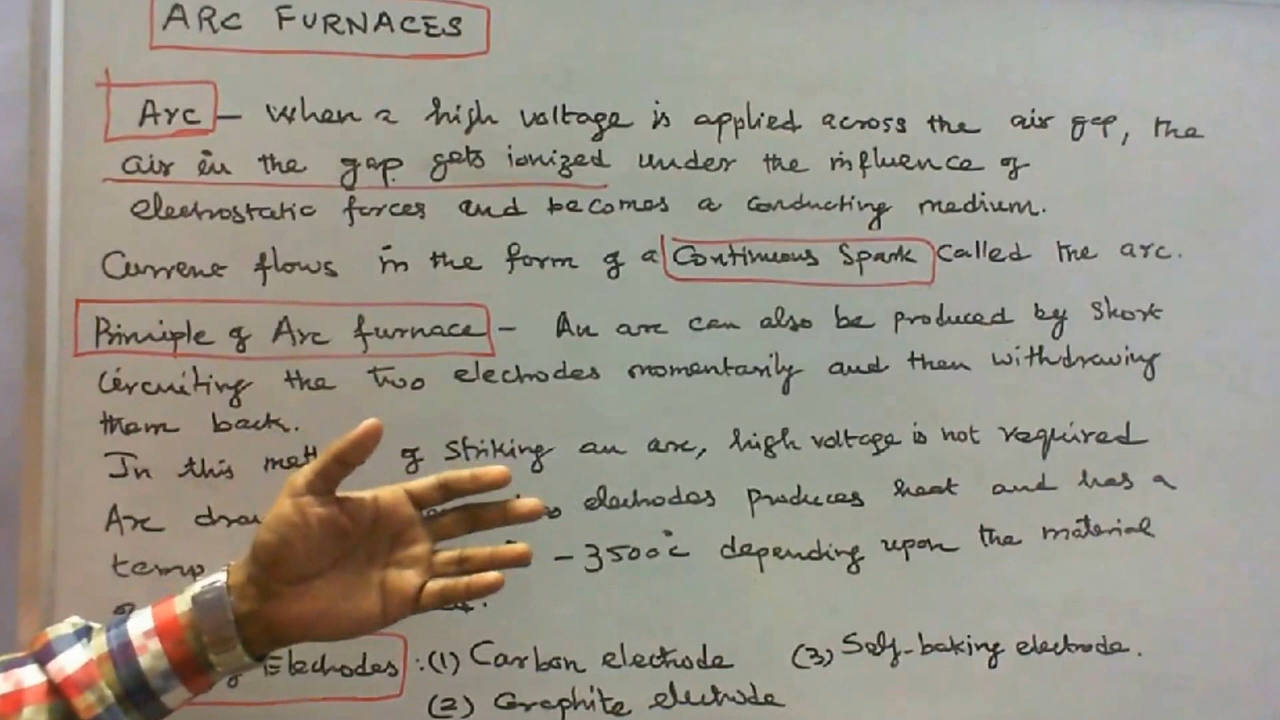 ARC FURNACES
Arc - When a high voltage is applied across the air gap, the
air in the gap gets ionized under the influence of
electrostatic forces and becomes a conducting medium.
Current flows in the form of a Continuous Spark Called the arc.
Principle of Arc furnace - An arc can also be produced by Short
Circuiting the two electrodes momentarily and then withdrawing
them back.
In this of Striking an arc, high voltage is not required
Arc electrodes produces heat and has a
temp - 3500°C depending upon the material
Electrodes :(1) Carbon electrode (3) Self-baking electrode.
(2) Graphite electrode